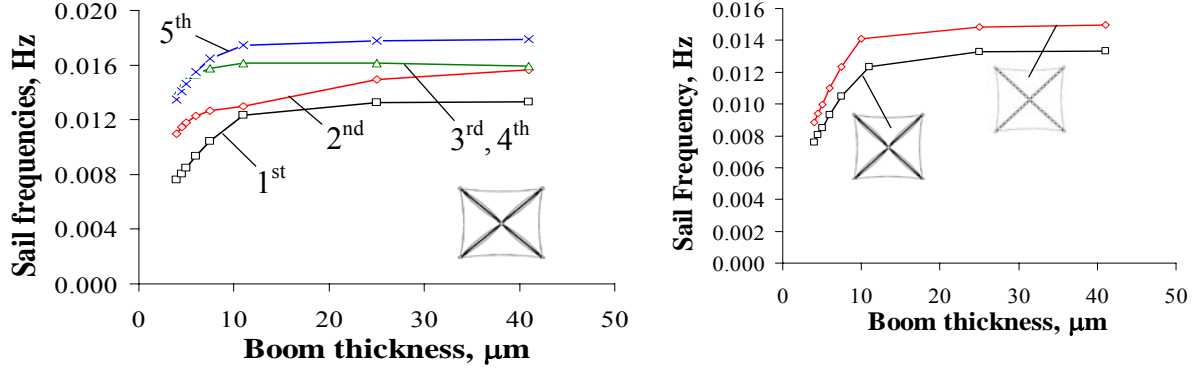 Sail frequencies, Hz
0.020
0.016
0.012
0.008
0.004
0.000
5th
2nd
3rd, 4th
1st
0 10 20 30 40 50
Boom thickness, μm
Sail Frequency, Hz
0.016
0.014
0.012
0.010
0.008
0.006
0.004
0.002
0.000
0 10 20 30 40 50
Boom thickness, μm